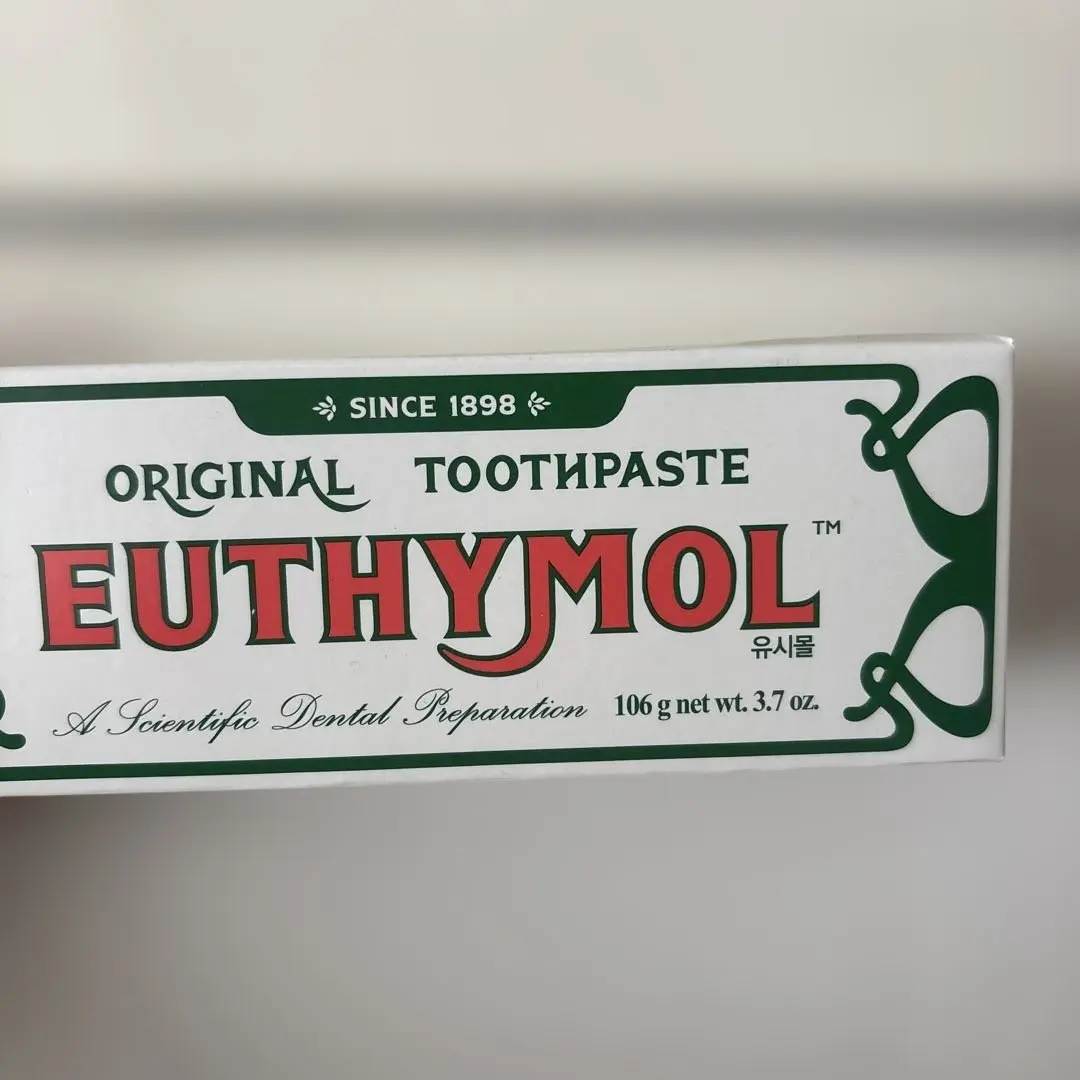 SINCE 1898
ORIGINAL TOOTHPASTE
EUTHYMOL™
유시몰
A Scientific Dental Preparation 106 g net wt. 3.7 oz.